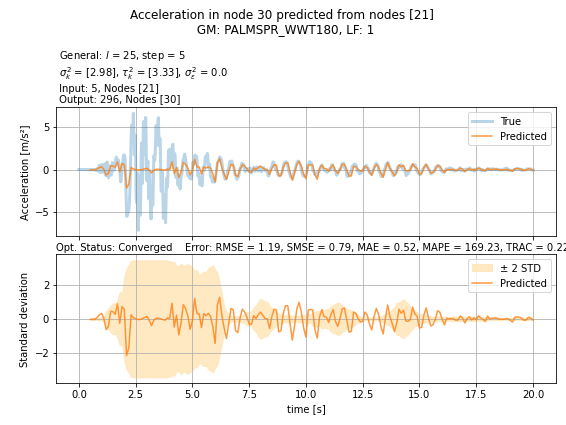 Acceleration in node 30 predicted from nodes [21]
GM: PALMSPR_WWT180, LF: 1
General: l = 25, step = 5
σ²ₖ = [2.98], τ²ₖ = [3.33], σ²ₑ = 0.0
Input: 5, Nodes [21]
Output: 296, Nodes [30]
True
Predicted
5
0
−5
Acceleration [m/s²]
Opt. Status: Converged Error: RMSE = 1.19, SMSE = 0.79, MAE = 0.52, MAPE = 169.23, TRAC = 0.22
± 2 STD
Predicted
2
0
−2
Standard deviation
0.0 2.5 5.0 7.5 10.0 12.5 15.0 17.5 20.0
time [s]